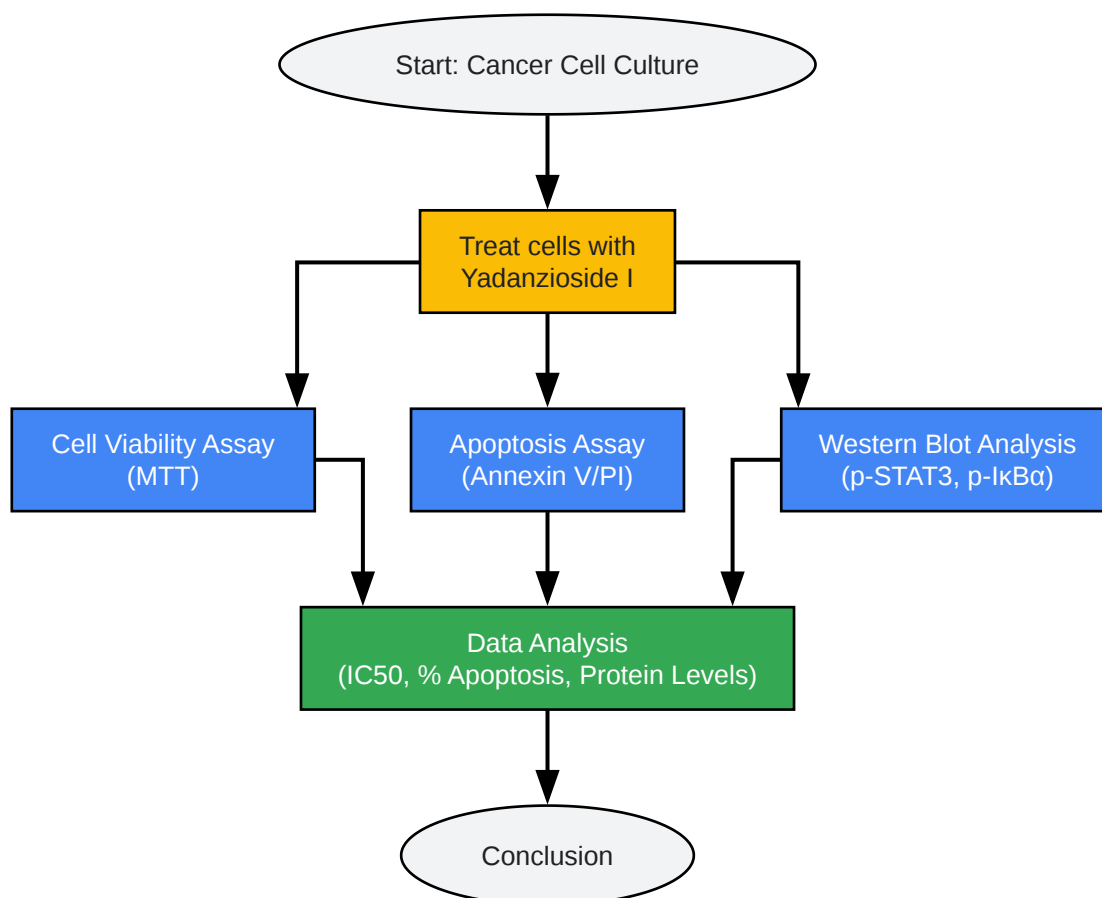 Start: Cancer Cell Culture
Treat cells with
Yadanzioside I
Cell Viability Assay
(MTT)
Apoptosis Assay
(Annexin V/PI)
Western Blot Analysis
(p-STAT3, p-IκBα)
Data Analysis
(IC50, % Apoptosis, Protein Levels)
Conclusion